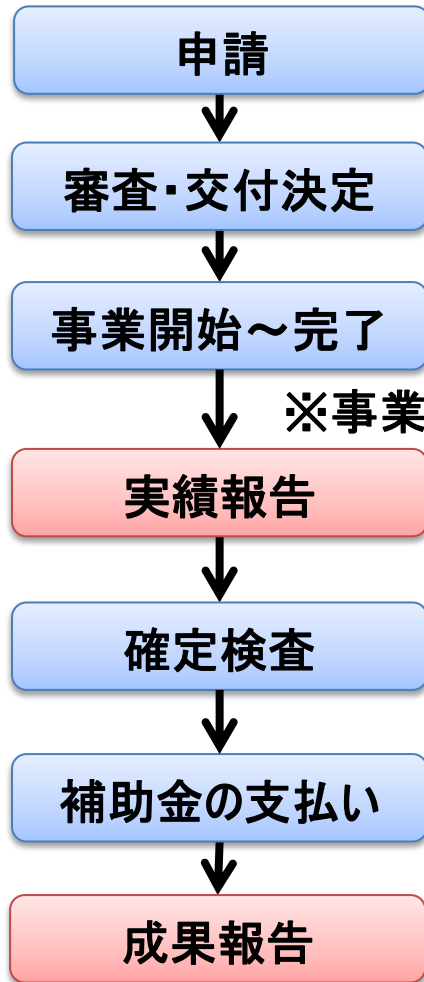 申請
審査・交付決定
事業開始～完了
※事業
実績報告
確定検査
補助金の支払い
成果報告